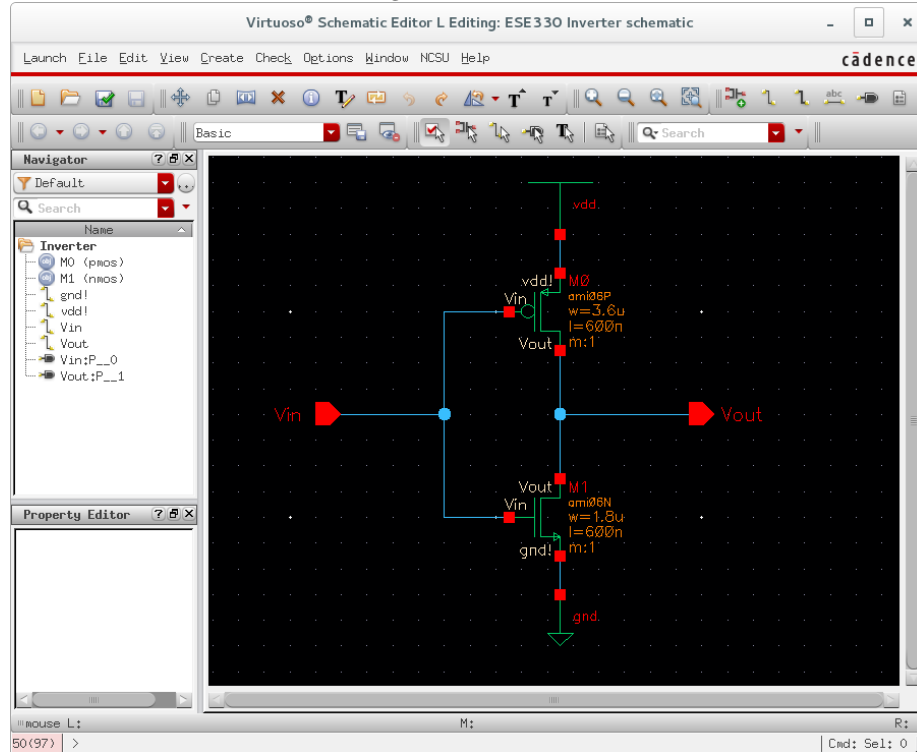 Virtuoso® Schematic Editor L Editing: ESE330 Inverter schematic
Launch File Edit View Create Check Options Window NCSU Help
cādence
abc
Basic
Search
Navigator
Default
Search
Name
Inverter
M0 (pmos)
M1 (nmos)
gnd!
vdd!
Vin
Vout
Vin:P__0
Vout:P__1
Property Editor
vdd
vdd! M0
Vin ami06P
w=3.6u
l=600n
Vout m:1
Vin
Vout
Vout M1
Vin ami06N
w=1.8u
l=600n
gnd! m:1
gnd
mouse L: M: R:
50(97) > Cmd: Sel: 0